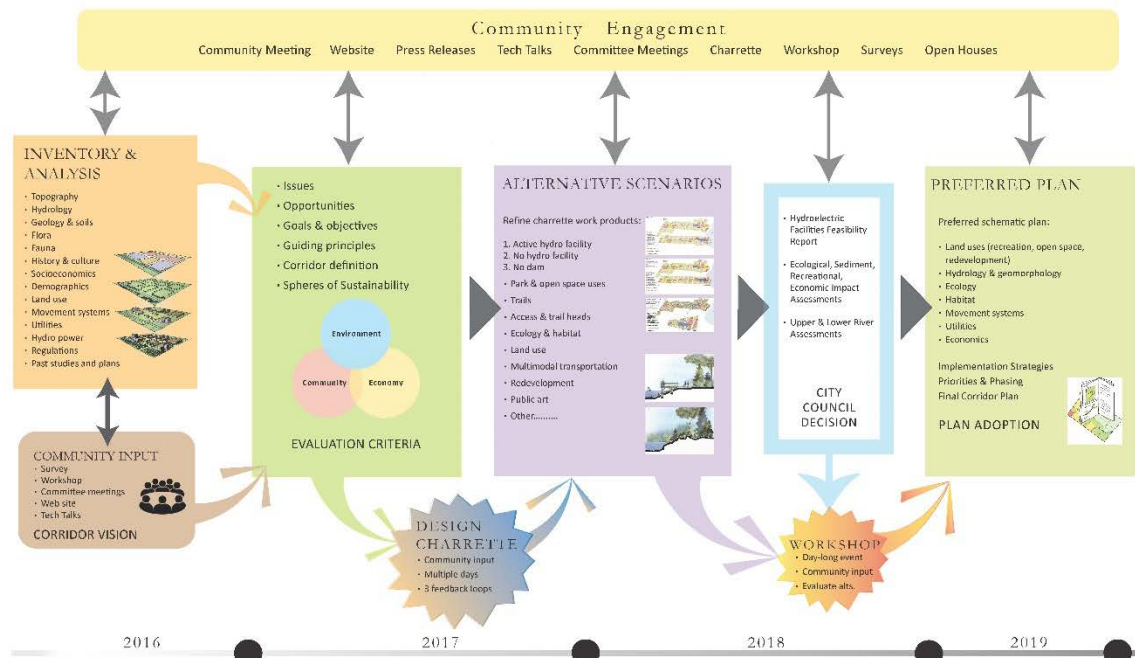 Community Engagement
Community Meeting Website Press Releases Tech Talks Committee Meetings Charrette Workshop Surveys Open Houses
INVENTORY &
ANALYSIS
· Topography
· Hydrology
· Geology & soils
· Flora
· Fauna
· History & culture
· Socioeconomics
· Demographics
· Land use
· Movement systems
· Utilities
· Hydro power
· Regulations
· Past studies and plans
COMMUNITY INPUT
· Survey
· Workshop
· Committee meetings
· Web site
· Tech Talks
CORRIDOR VISION
· Issues
· Opportunities
· Goals & objectives
· Guiding principles
· Corridor definition
· Spheres of Sustainability
Environment
Community
Economy
EVALUATION CRITERIA
DESIGN
CHARRETTE
· Community input
· Multiple days
· 3 feedback loops
ALTERNATIVE SCENARIOS
Refine charrette work products:
1. Active hydro facility
2. No hydro facility
3. No dam
· Park & open space uses
· Trails
· Access & trail heads
· Ecology & habitat
· Land use
· Multimodal transportation
· Redevelopment
· Public art
· Other..........
· Hydroelectric
Facilities Feasibility
Report
· Ecological, Sediment,
Recreational,
Economic Impact
Assessments
· Upper & Lower River
Assessments
CITY
COUNCIL
DECISION
WORKSHOP
· Day-long event
· Community input
· Evaluate alts.
PREFERRED PLAN
Preferred schematic plan:
· Land uses (recreation, open space,
redevelopment)
· Hydrology & geomorphology
· Ecology
· Habitat
· Movement systems
· Utilities
· Economics
Implementation Strategies
Priorities & Phasing
Final Corridor Plan
PLAN ADOPTION
2016 2017 2018 2019